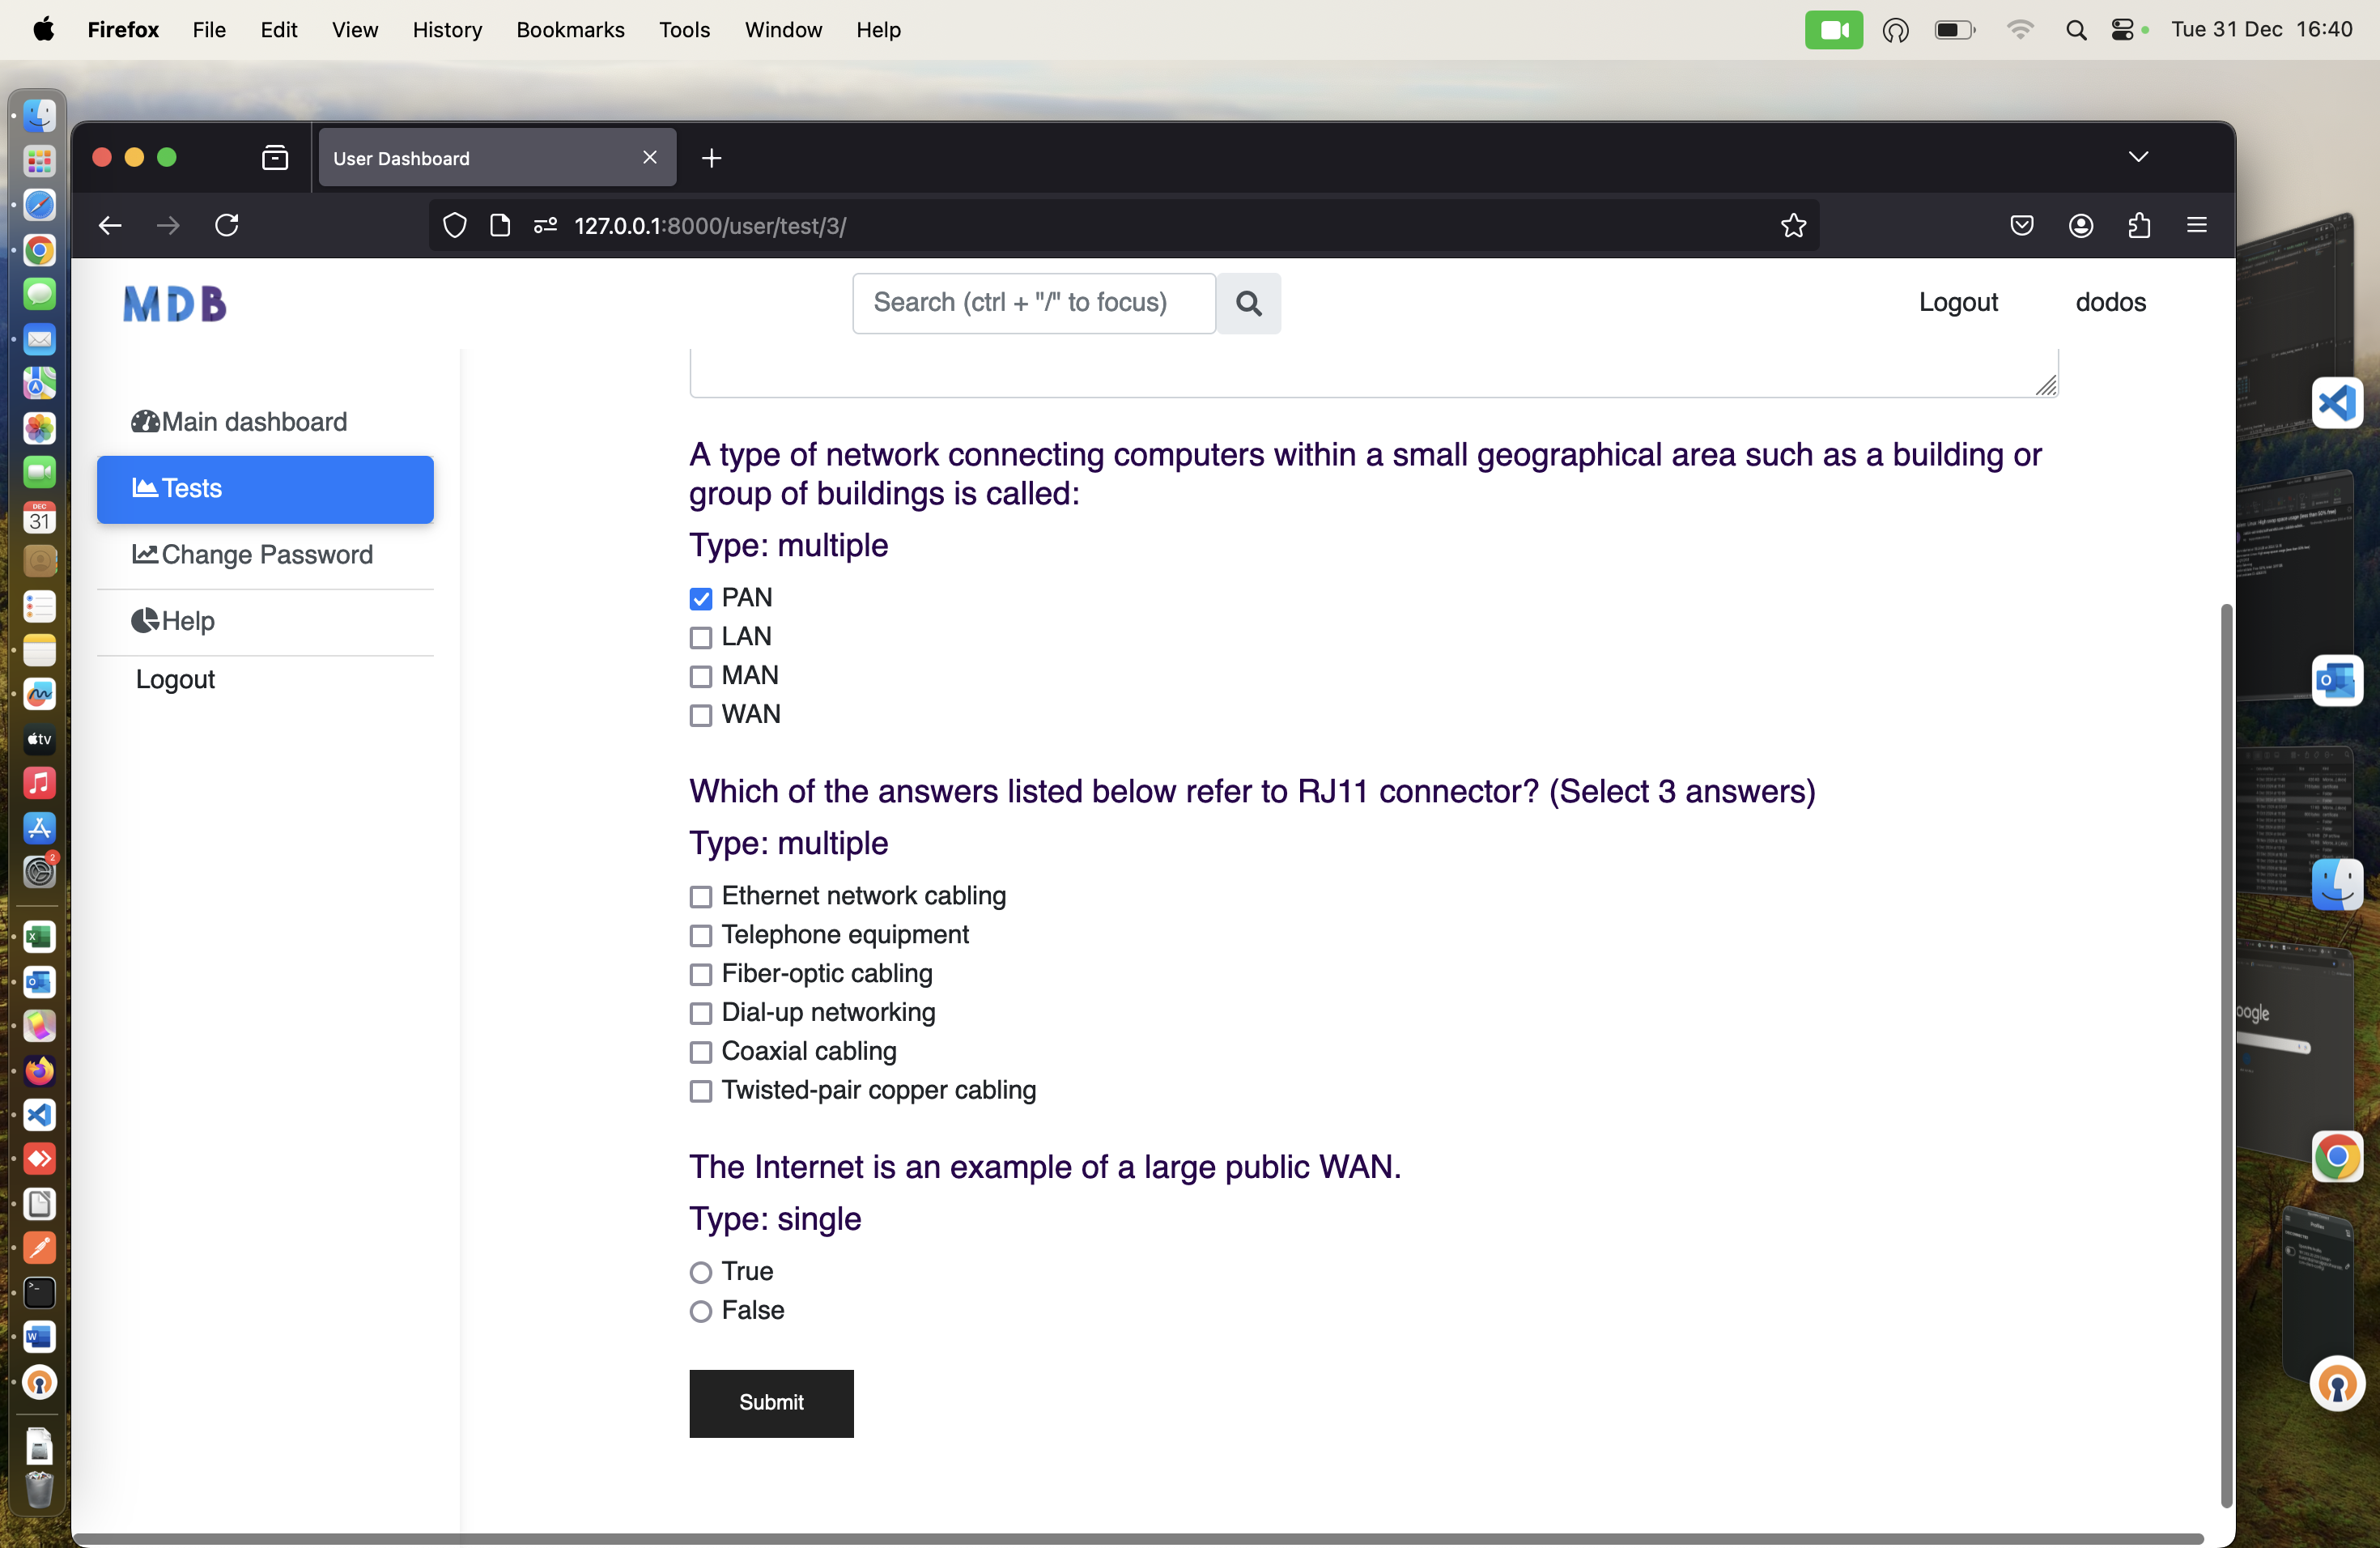 Firefox File Edit View History Bookmarks Tools Window Help
Tue 31 Dec 16:40
User Dashboard
127.0.0.1:8000/user/test/3/
MDB
Search (ctrl + "/" to focus)
Logout
dodos
Main dashboard
Tests
Change Password
Help
Logout
A type of network connecting computers within a small geographical area such as a building or
group of buildings is called:
Type: multiple
PAN
LAN
MAN
WAN
Which of the answers listed below refer to RJ11 connector? (Select 3 answers)
Type: multiple
Ethernet network cabling
Telephone equipment
Fiber-optic cabling
Dial-up networking
Coaxial cabling
Twisted-pair copper cabling
The Internet is an example of a large public WAN.
Type: single
True
False
Submit
DEC
31
tv
2